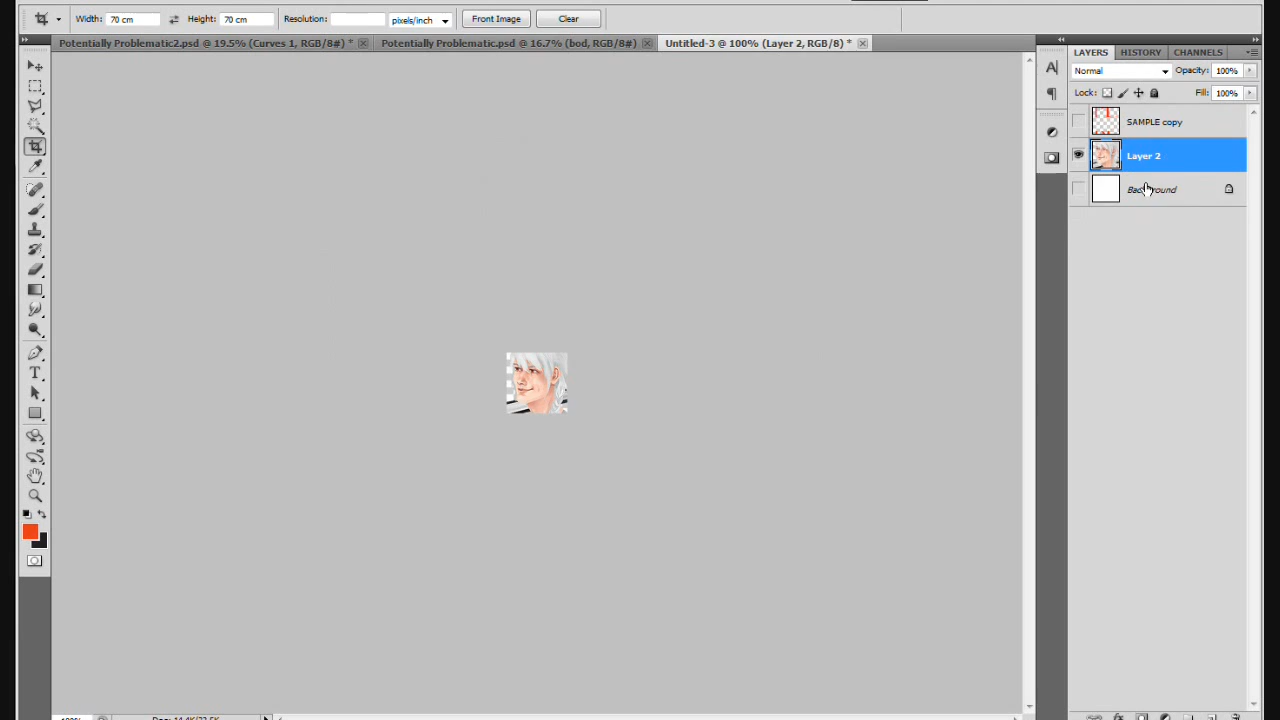 Width: 70 cm Height: 70 cm Resolution: pixels/inch Front Image Clear
Potentially Problematic2.psd @ 19.5% (Curves 1, RGB/8#) * Potentially Problematic.psd @ 16.7% (bod, RGB/8#) Untitled-3 @ 100% (Layer 2, RGB/8) *
LAYERS HISTORY CHANNELS
Normal Opacity: 100%
Lock: Fill: 100%
SAMPLE copy
Layer 2
Background